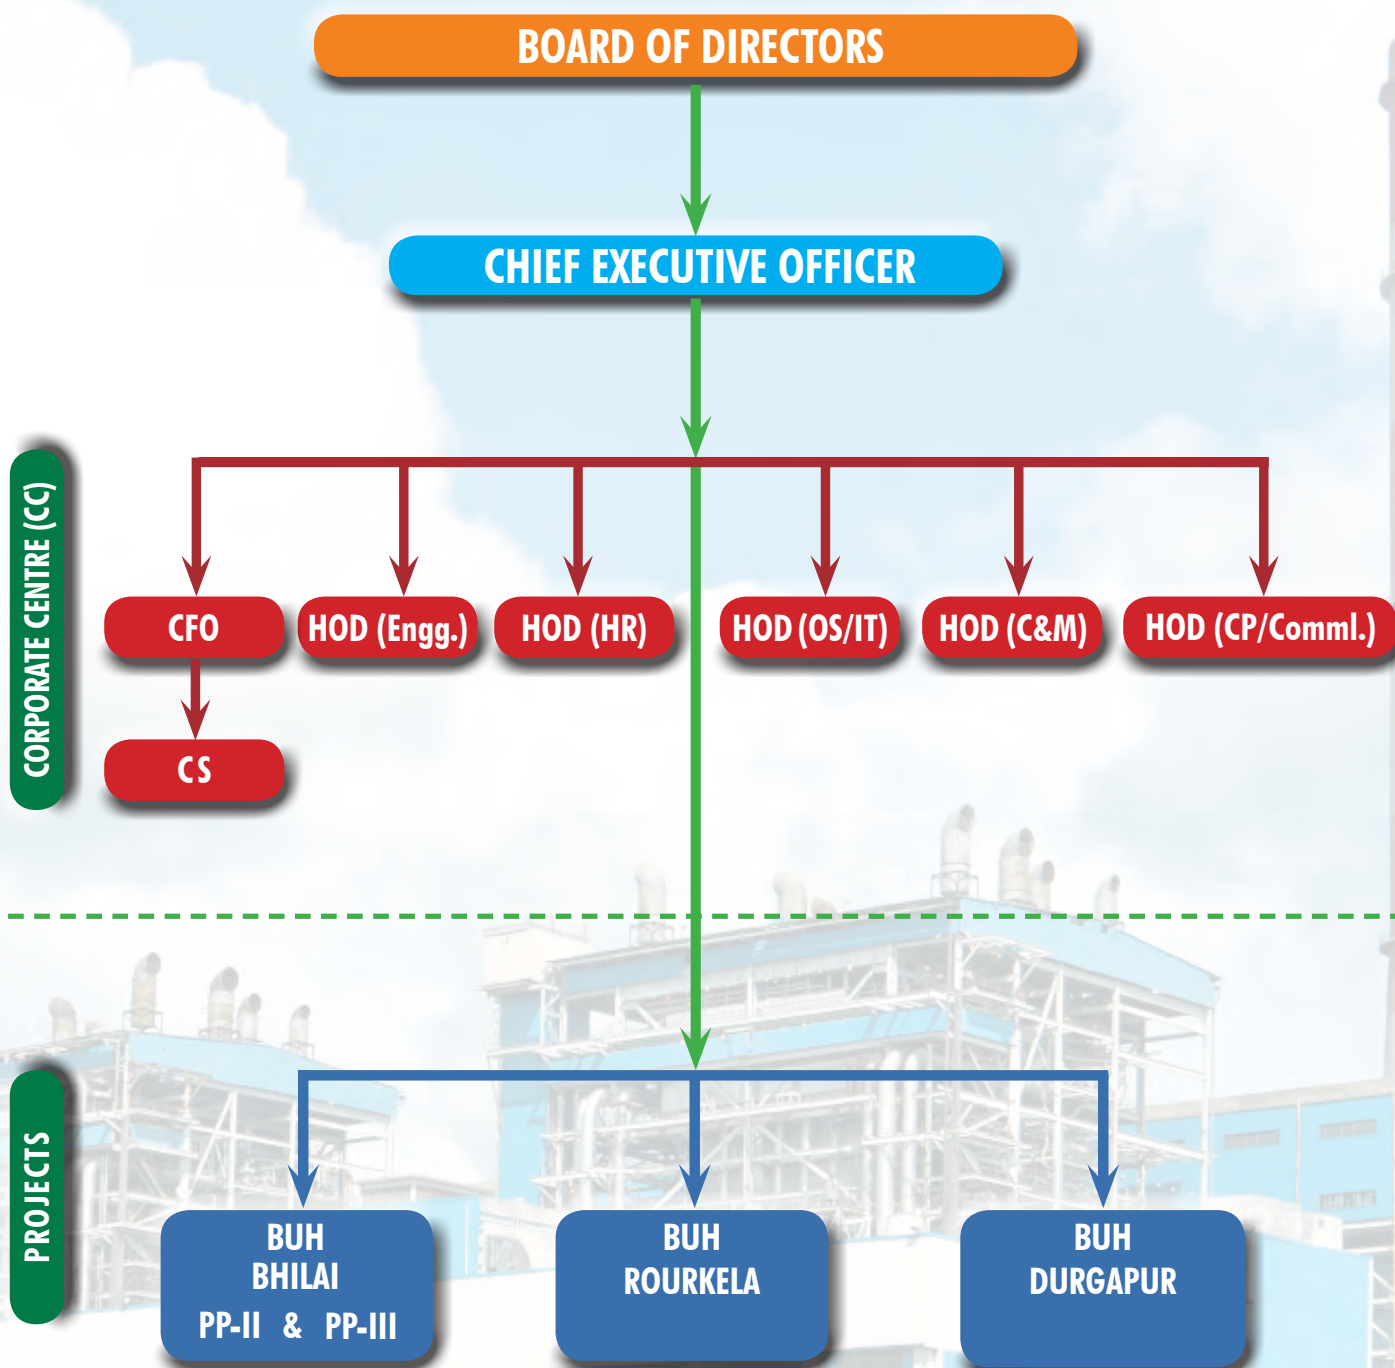 BOARD OF DIRECTORS
CHIEF EXECUTIVE OFFICER
CORPORATE CENTRE (CC)
CFO
HOD (Engg.)
HOD (HR)
HOD (OS/IT)
HOD (C&M)
HOD (CP/Comml.)
CS
PROJECTS
BUH
BHILAI
PP-II & PP-III
BUH
ROURKELA
BUH
DURGAPUR